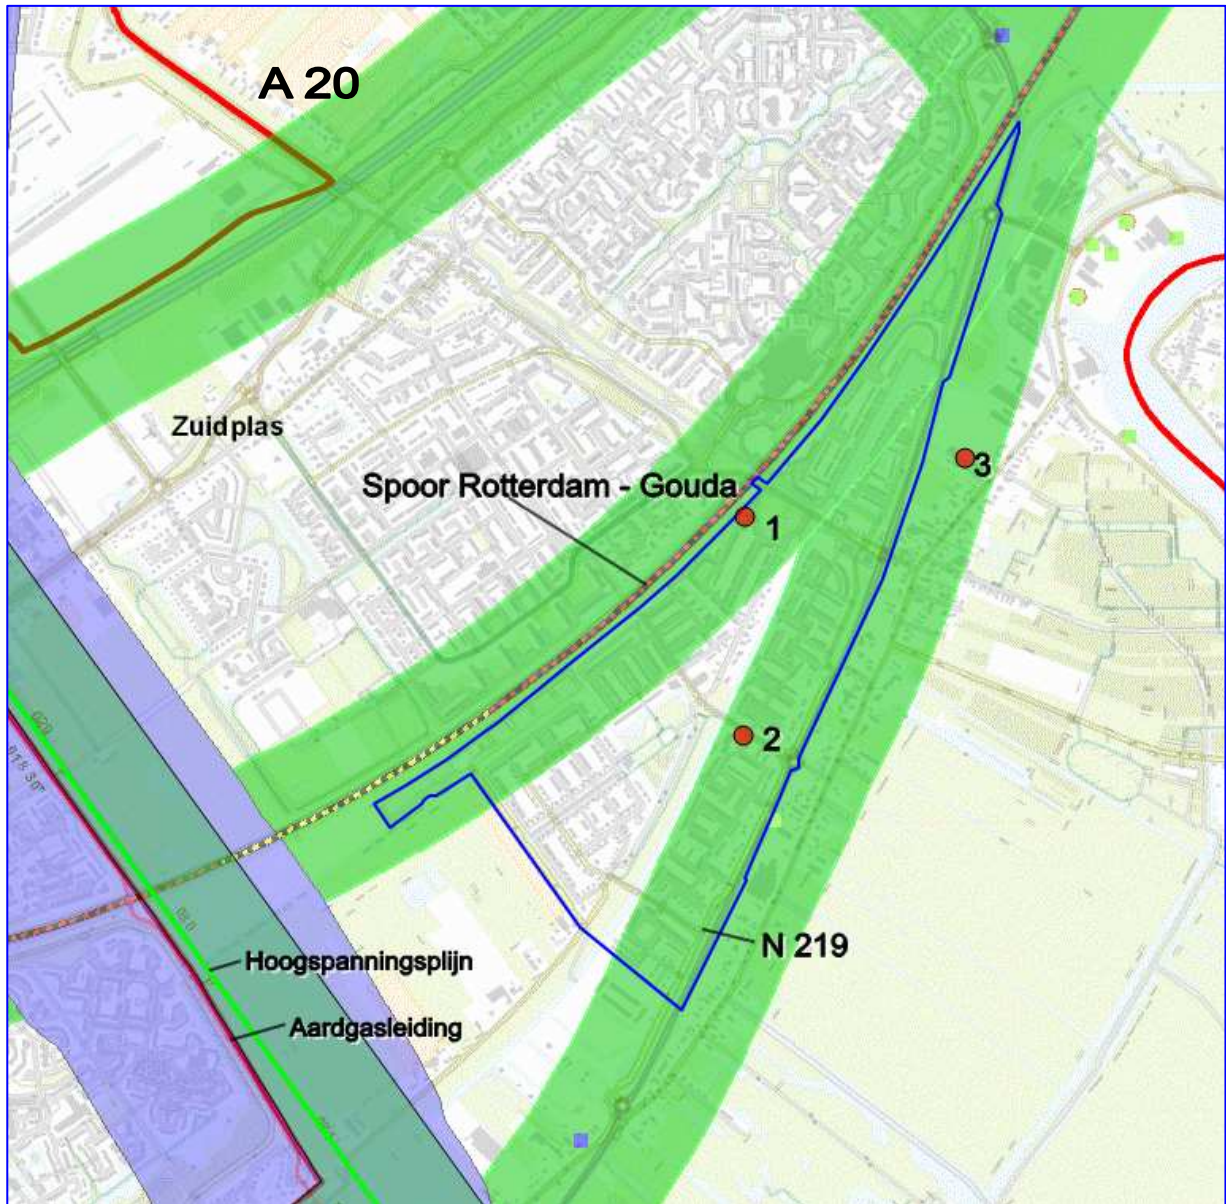 A 20
Zuidplas
Spoor Rotterdam - Gouda
1
3
2
N 219
Hoogspanningsplijn
Aardgasleiding